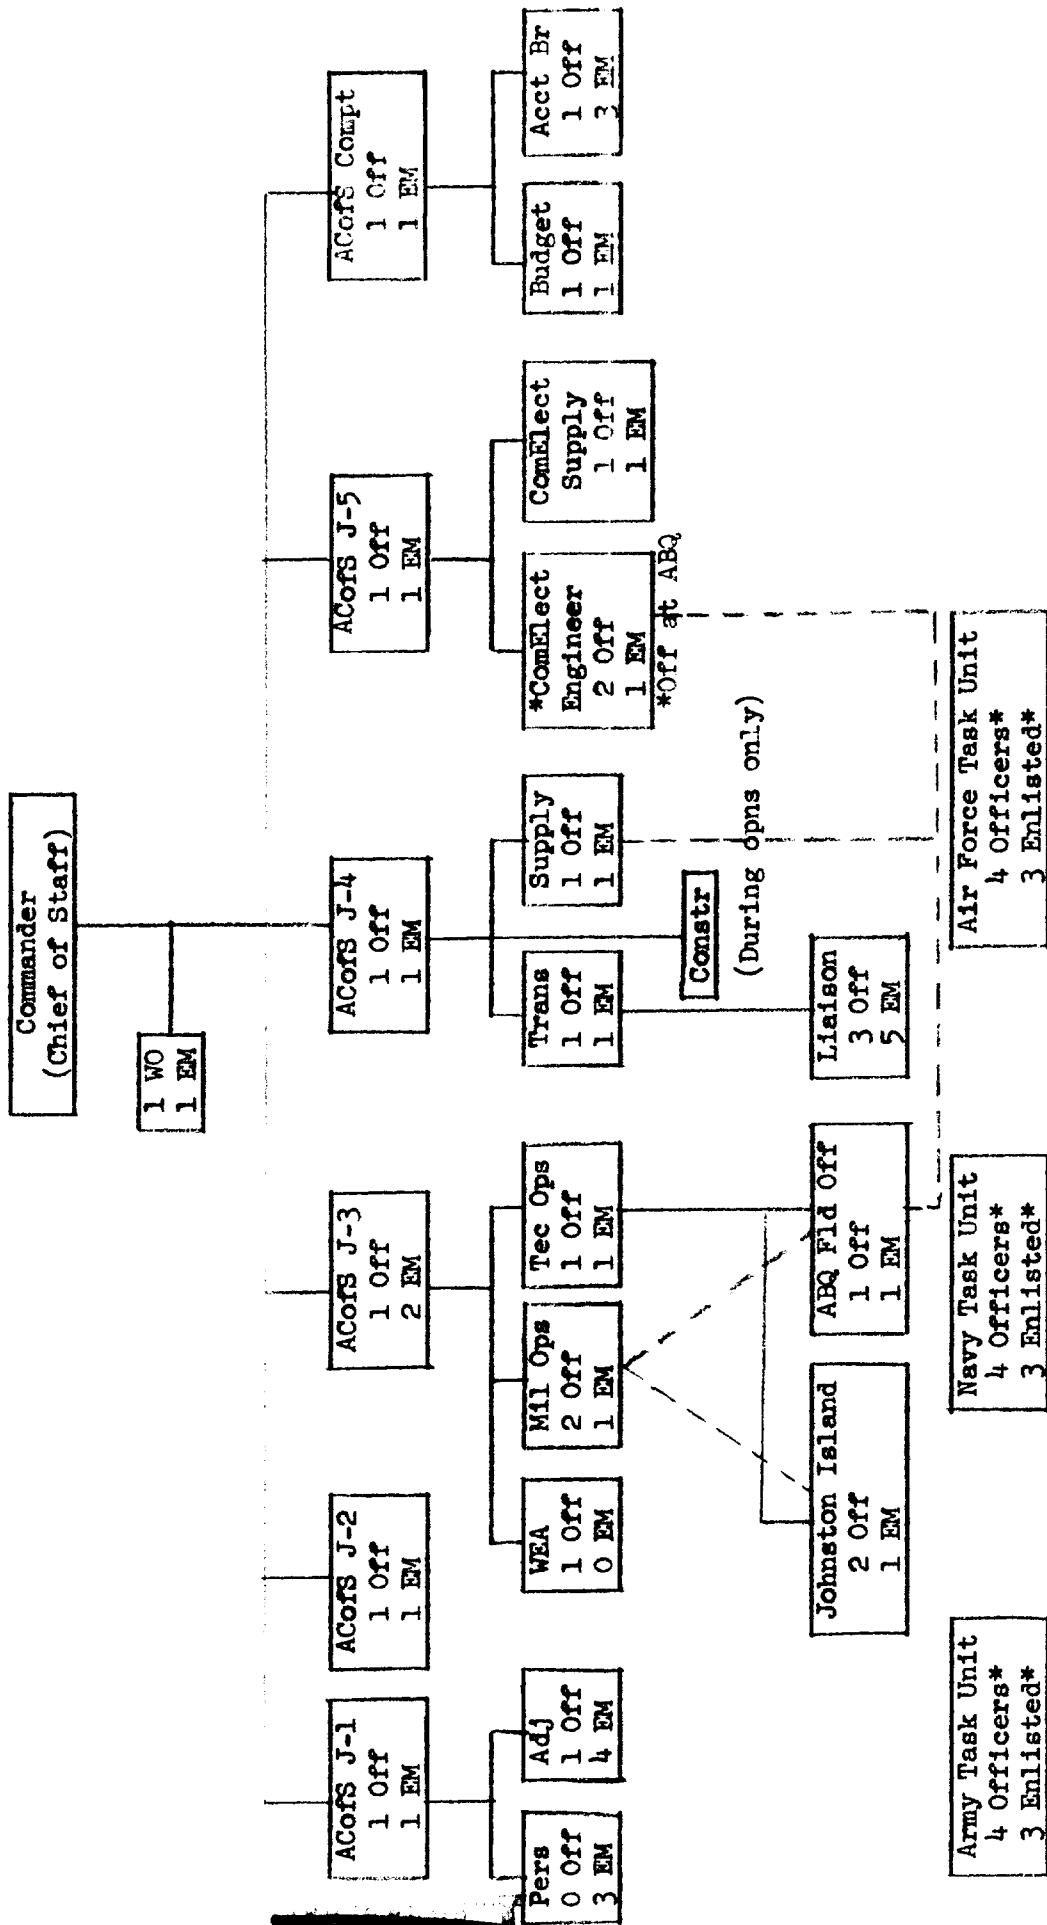 Commander
(Chief of Staff)
1 WO
1 EM
ACofS J-1
1 Off
1 EM
ACofS J-2
1 Off
1 EM
ACofS J-3
1 Off
2 EM
ACofS J-4
1 Off
1 EM
ACofS J-5
1 Off
1 EM
ACofS Compt
1 Off
1 EM
Pers
0 Off
3 EM
Adj
1 Off
4 EM
WEA
1 Off
0 EM
Mil Ops
2 Off
1 EM
Tec Ops
1 Off
1 EM
Trans
1 Off
1 EM
Supply
1 Off
1 EM
*ComElect
Engineer
2 Off
1 EM
*Off at ABQ
ComElect
Supply
1 Off
1 EM
Budget
1 Off
1 EM
Acct Br
1 Off
3 EM
Constr
(During opns only)
Johnston Island
2 Off
1 EM
ABQ Fld Off
1 Off
1 EM
Liaison
3 Off
5 EM
Army Task Unit
4 Officers*
3 Enlisted*
Navy Task Unit
4 Officers*
3 Enlisted*
Air Force Task Unit
4 Officers*
3 Enlisted*